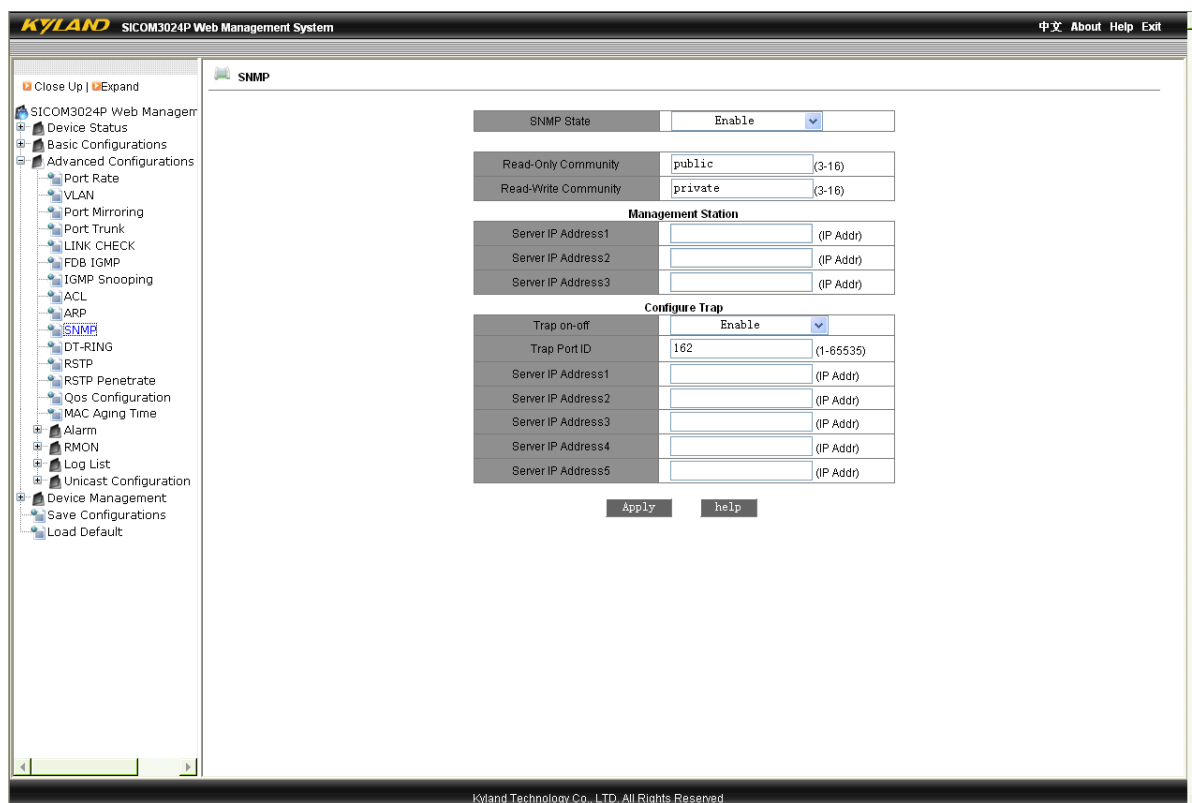 KYLAND SICOM3024P Web Management System 中文 About Help Exit
Close Up | Expand
SICOM3024P Web Managem
Device Status
Basic Configurations
Advanced Configurations
Port Rate
VLAN
Port Mirroring
Port Trunk
LINK CHECK
FDB IGMP
IGMP Snooping
ACL
ARP
SNMP
DT-RING
RSTP
RSTP Penetrate
Qos Configuration
MAC Aging Time
Alarm
RMON
Log List
Unicast Configuration
Device Management
Save Configurations
Load Default
SNMP
SNMP State Enable
Read-Only Community public (3-16)
Read-Write Community private (3-16)
Management Station
Server IP Address1 (IP Addr)
Server IP Address2 (IP Addr)
Server IP Address3 (IP Addr)
Configure Trap
Trap on-off Enable
Trap Port ID 162 (1-65535)
Server IP Address1 (IP Addr)
Server IP Address2 (IP Addr)
Server IP Address3 (IP Addr)
Server IP Address4 (IP Addr)
Server IP Address5 (IP Addr)
Apply help
Kyland Technology Co., LTD. All Rights Reserved